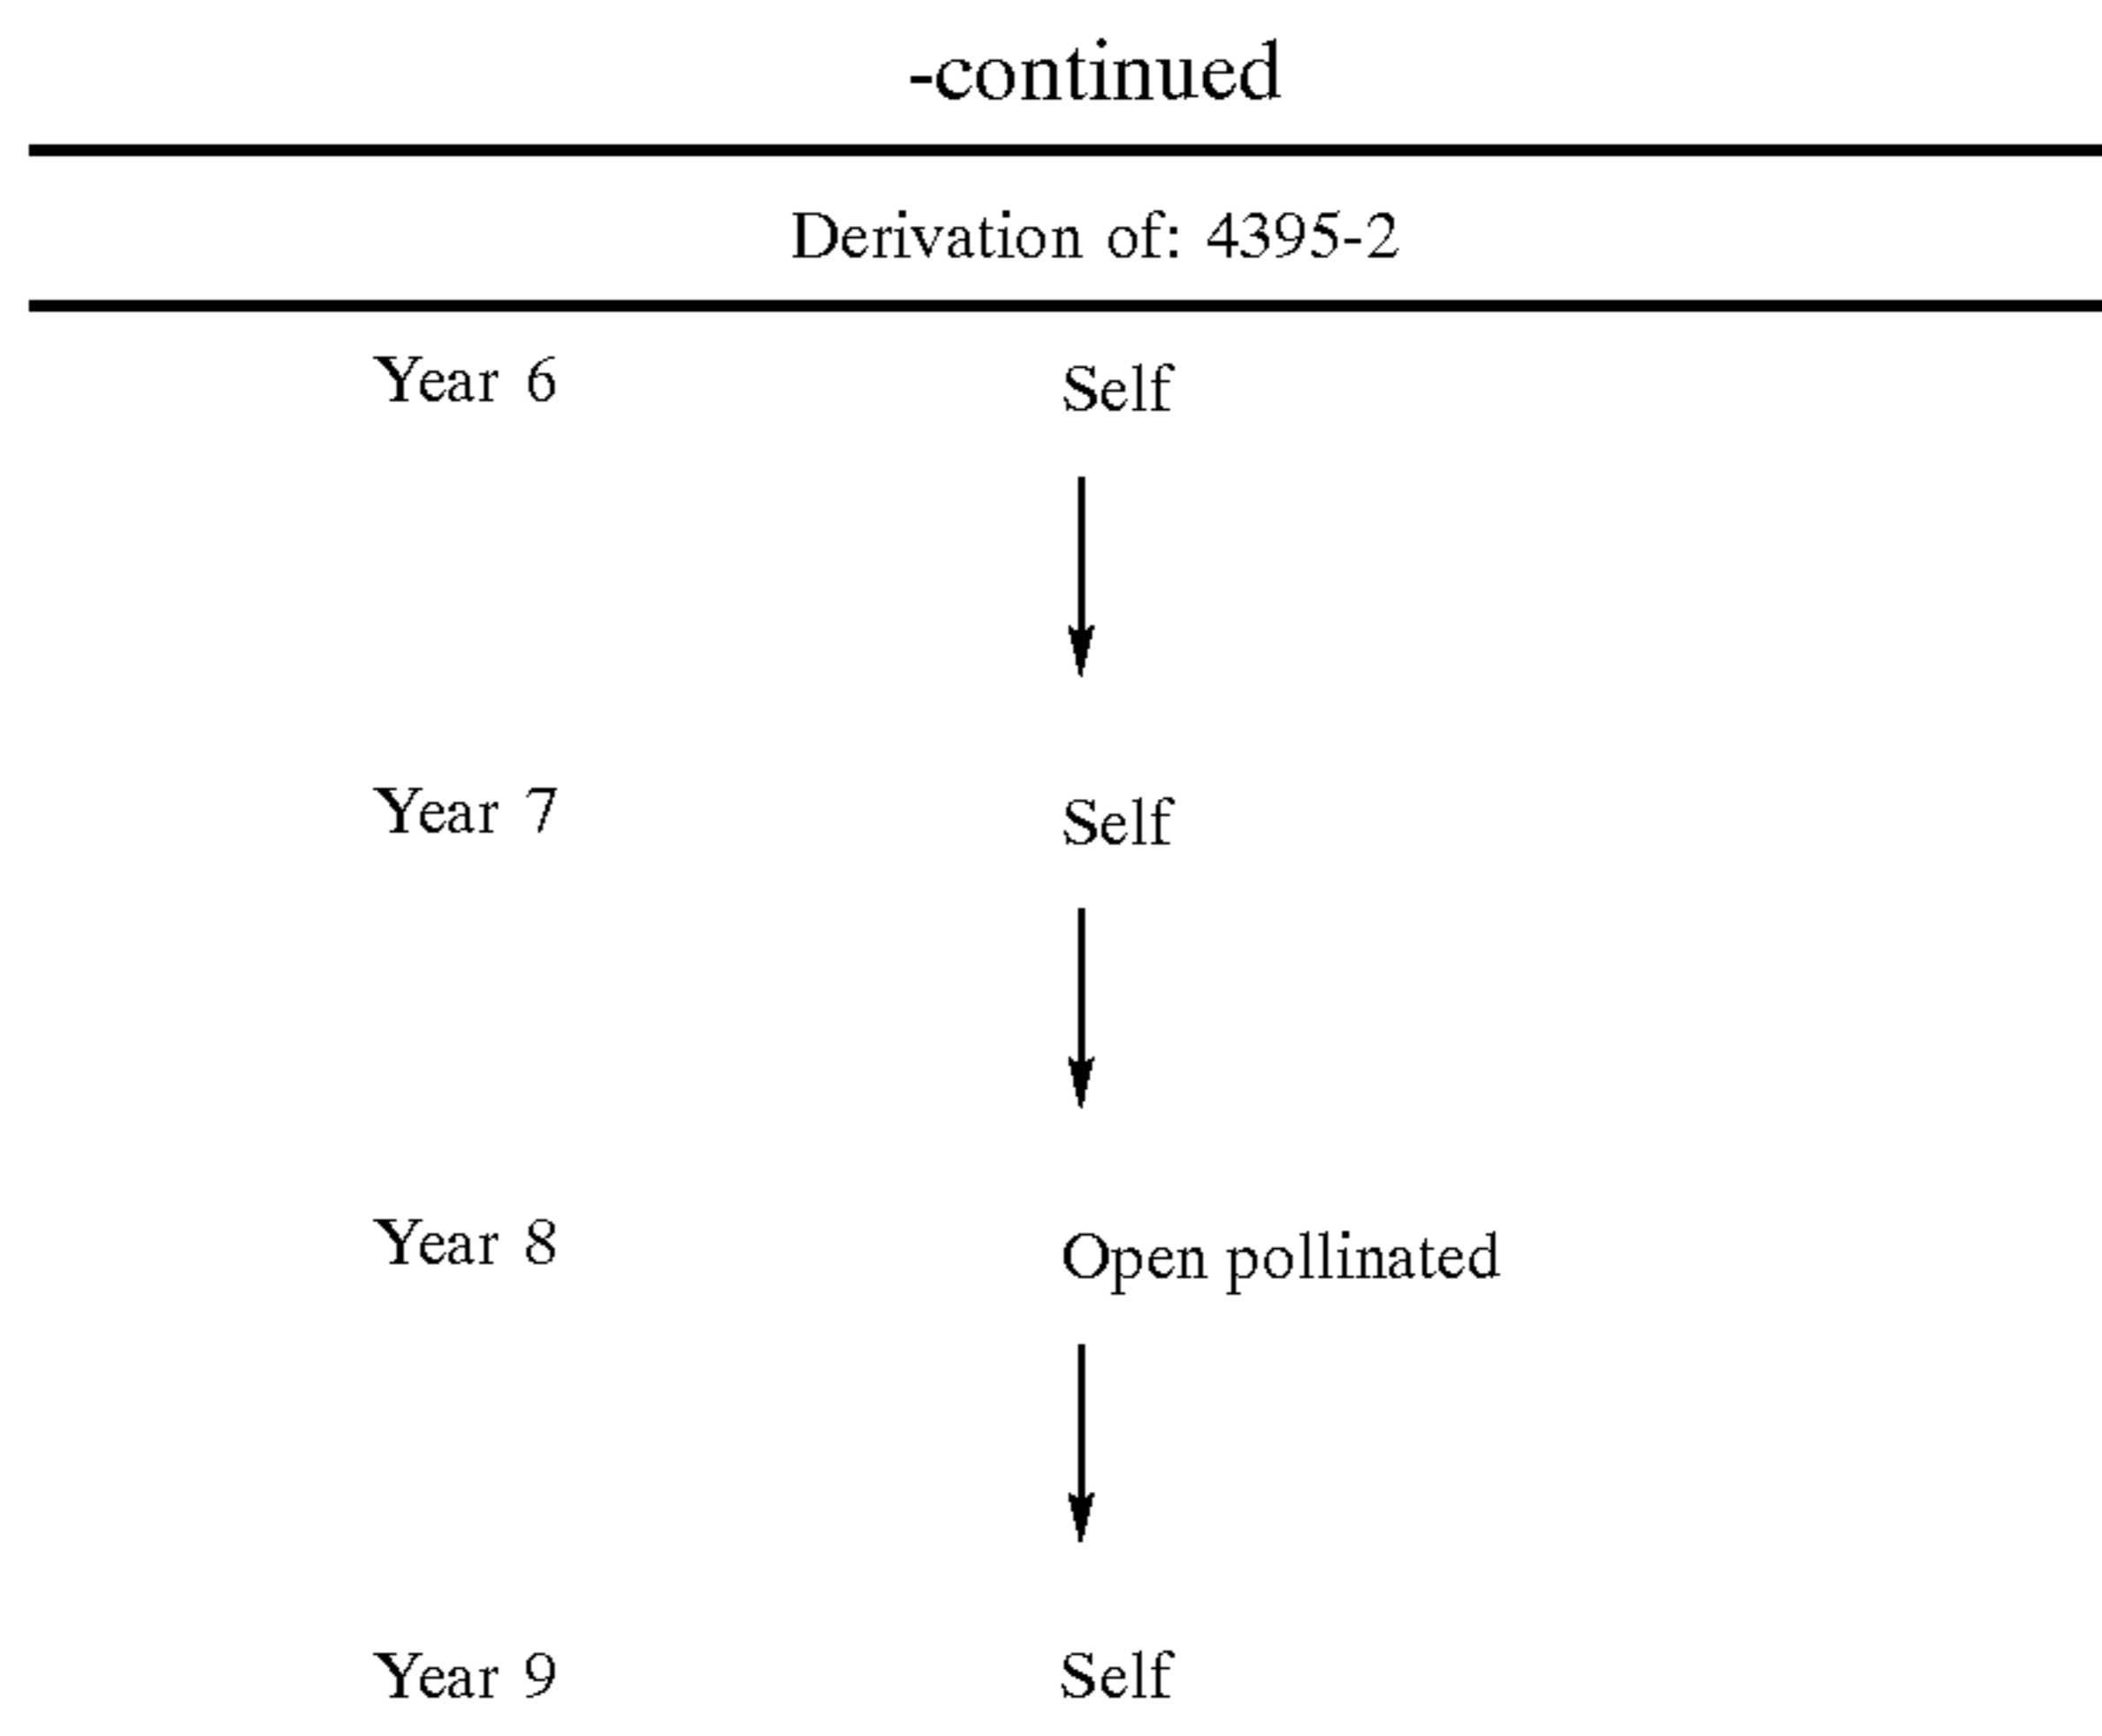 -continued
Derivation of: 4395-2
Year 6 Self
Year 7 Self
Year 8 Open pollinated
Year 9 Self